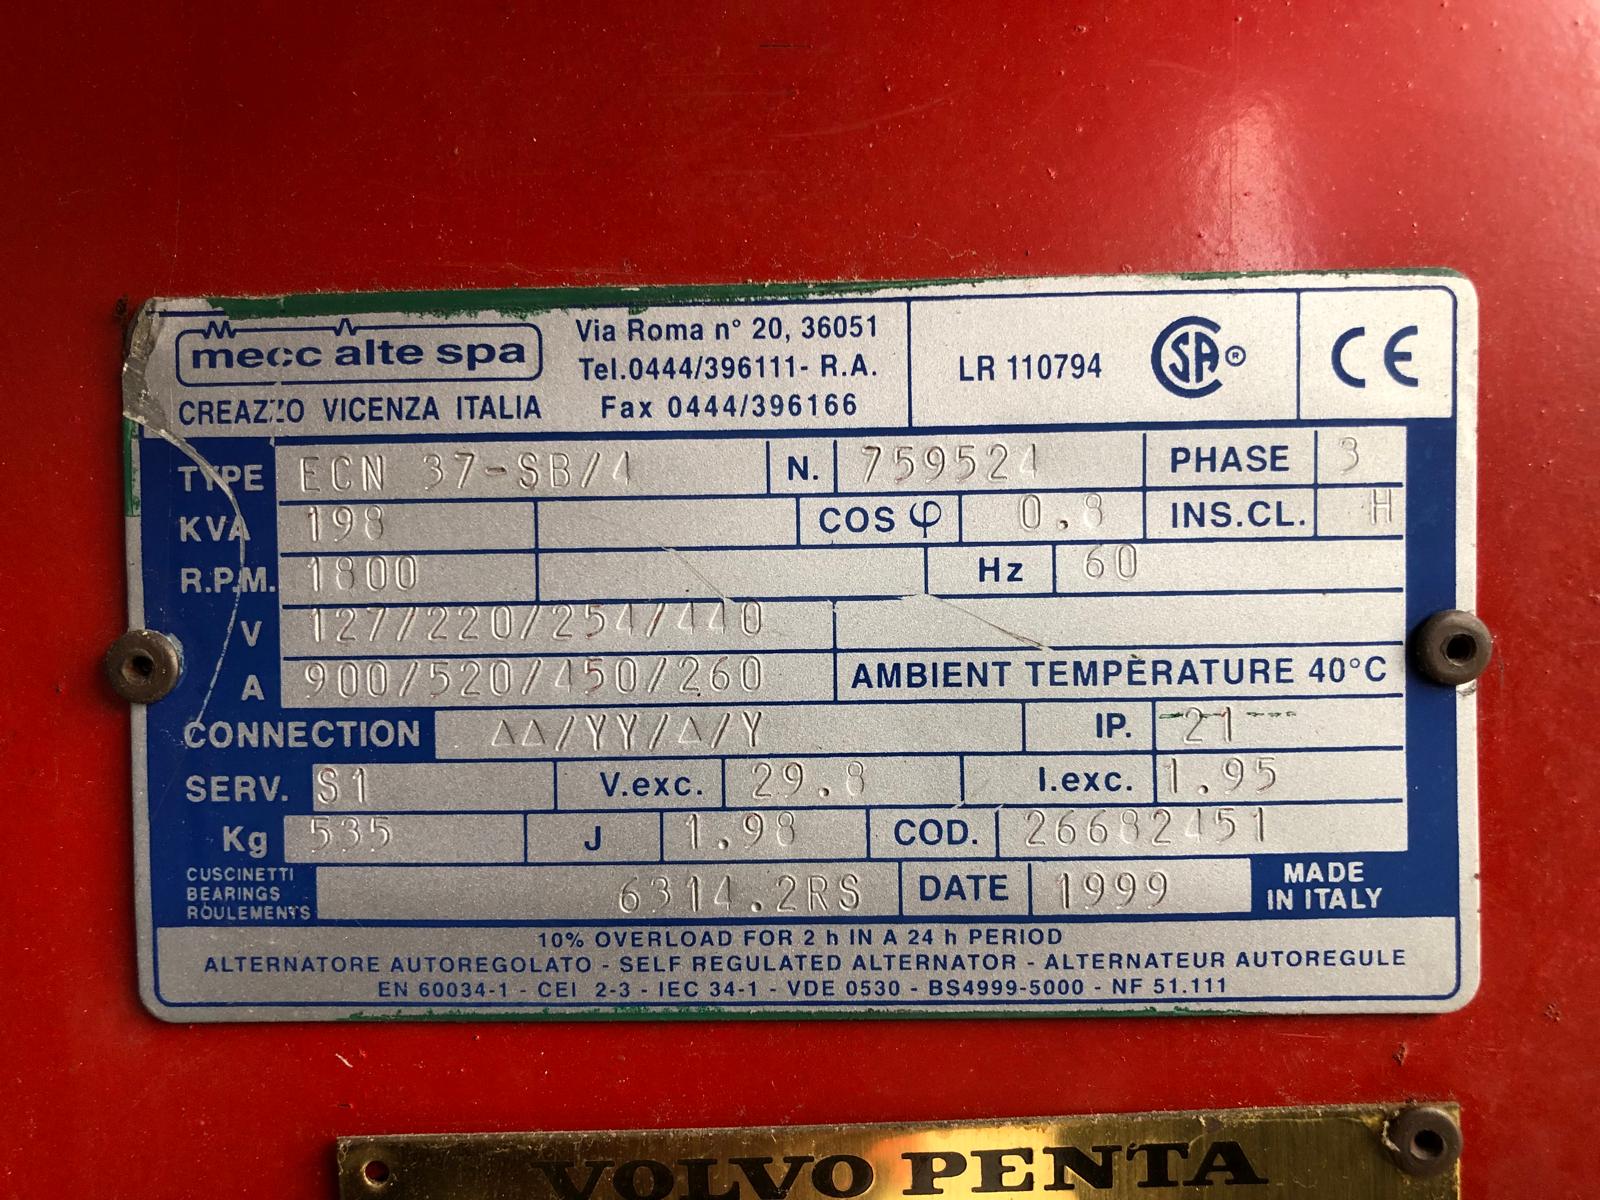 mecc alte spa
CREAZZO VICENZA ITALIA
Via Roma n° 20, 36051
Tel.0444/396111- R.A.
Fax 0444/396166
LR 110794
SA ®
CE
TYPE ECN 37-SB/4 N. 759524 PHASE 3
KVA 198 COS φ 0.8 INS.CL. H
R.P.M. 1800 Hz 60
V 127/220/254/440
A 900/520/450/260 AMBIENT TEMPERATURE 40°C
CONNECTION ΔΔ/YY/Δ/Y IP. 21
SERV. S1 V.exc. 29.8 I.exc. 1.95
Kg 535 J 1.98 COD. 26682451
CUSCINETTI
BEARINGS
ROULEMENTS
6314.2RS DATE 1999
MADE
IN ITALY
10% OVERLOAD FOR 2 h IN A 24 h PERIOD
ALTERNATORE AUTOREGOLATO - SELF REGULATED ALTERNATOR - ALTERNATEUR AUTOREGULE
EN 60034-1 - CEI 2-3 - IEC 34-1 - VDE 0530 - BS4999-5000 - NF 51.111
VOLVO PENTA